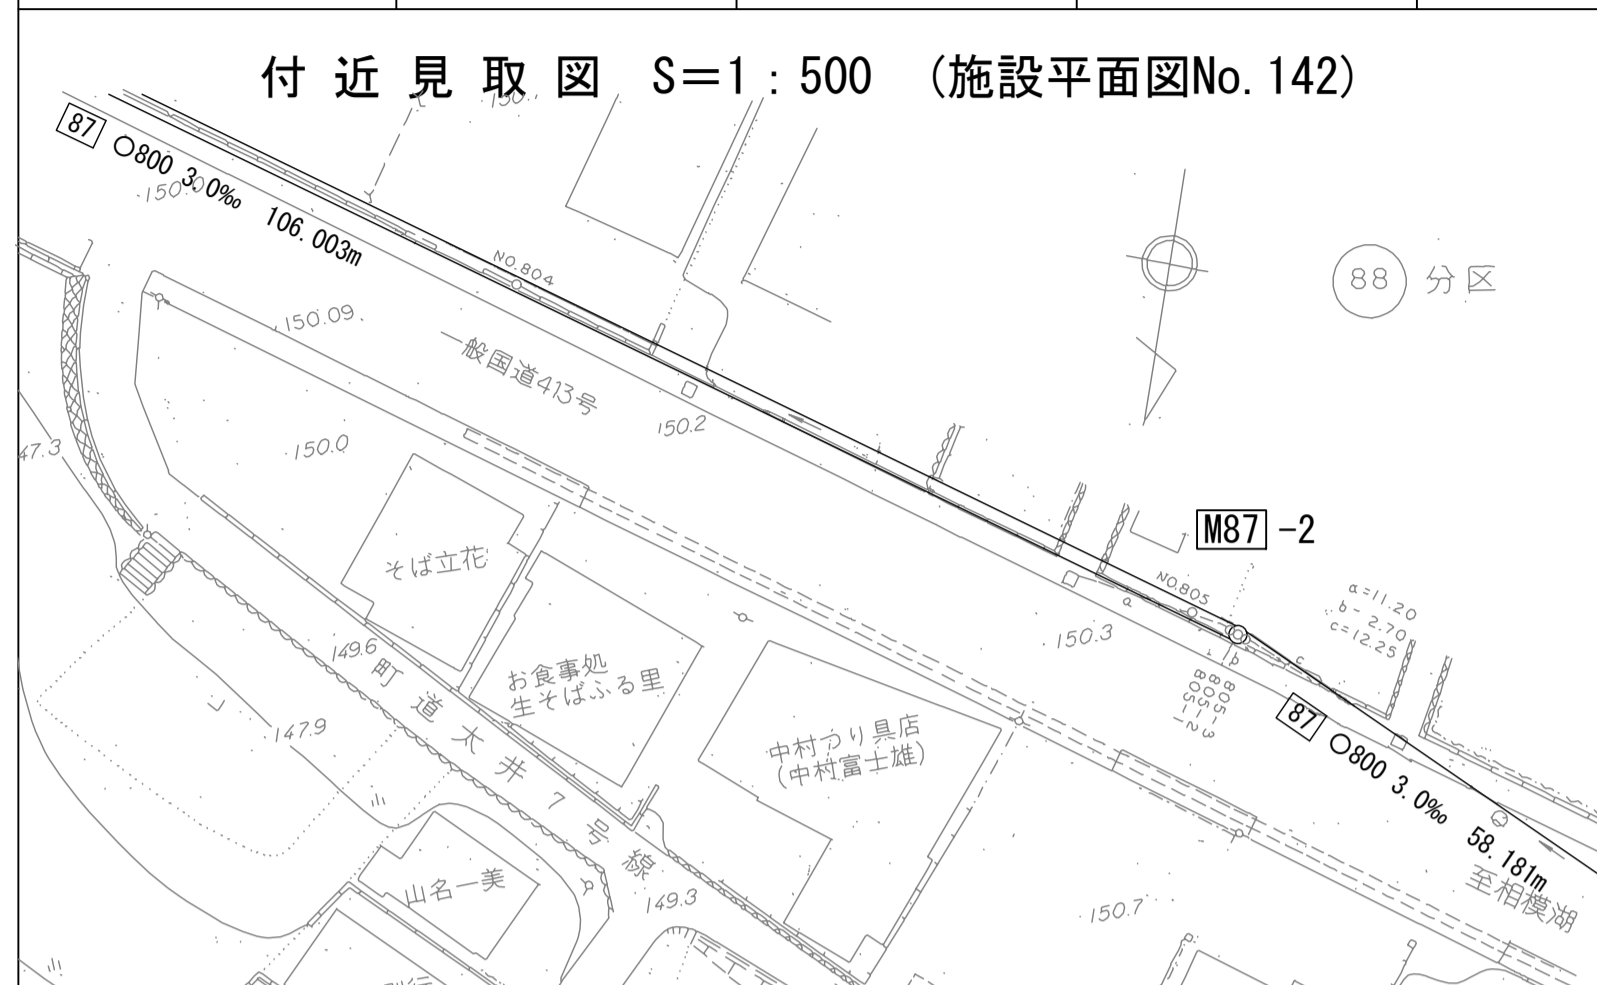 付近見取図 S=1:500 (施設平面図No.142)
150.
87 ○800 3.0‰ 106.003m
150.0
NO.804
88 分区
150.09
一般国道413号
150.2
150.0
47.3
M87 -2
そば立花
NO.805
a=11.20
b-2.70
c=12.25
a
150.3
b
c
149.6
お食事処
生そばふる里
805-3
805-2
805-1
87 ○800 3.0‰ 58.181m
町道太井7号線
147.9
中村つり具店
(中村富士雄)
至相模湖
山名一美
149.3
150.7